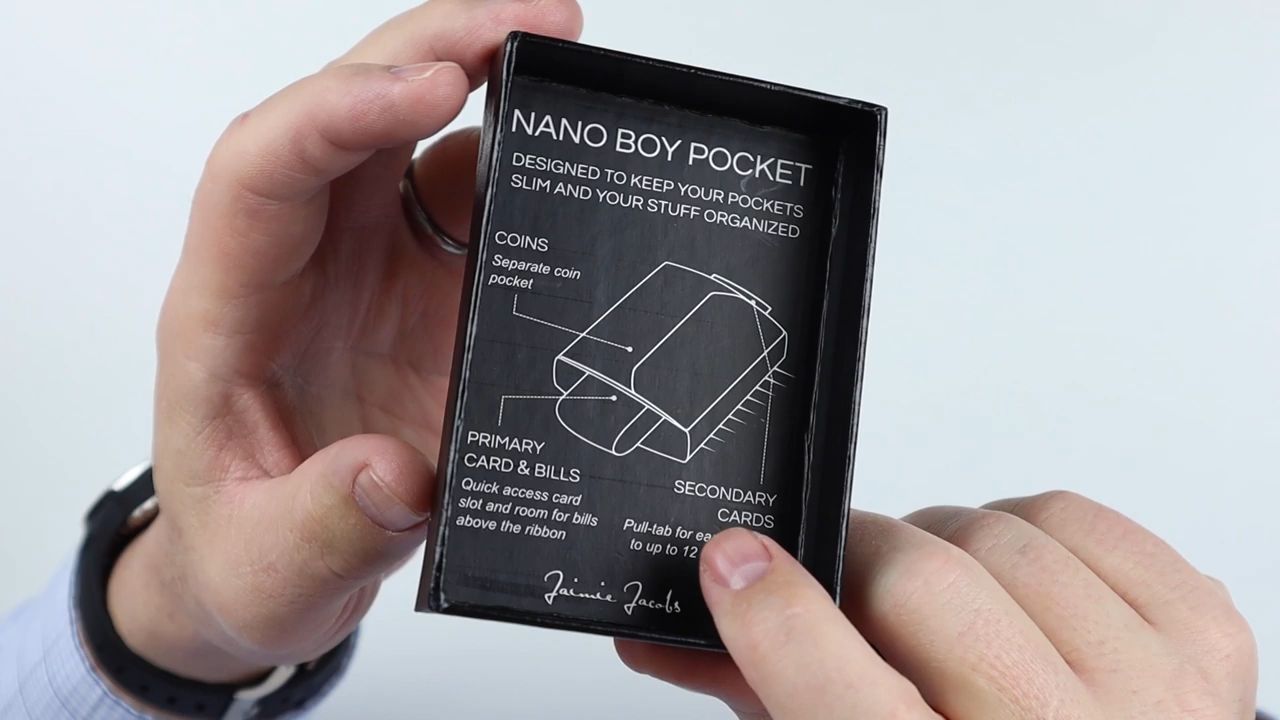 NANO BOY POCKET
DESIGNED TO KEEP YOUR POCKETS
SLIM AND YOUR STUFF ORGANIZED
COINS
Separate coin
pocket
PRIMARY
CARD & BILLS
Quick access card
slot and room for bills
above the ribbon
SECONDARY
CARDS
Pull-tab for
to up to 12
Jaimie Jacobs